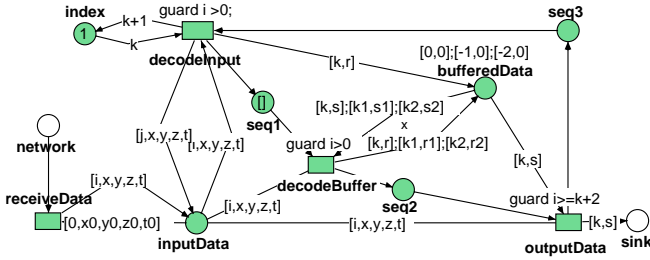 index
guard i >0;
seq3
k+1
1
k
decodeInput
[0,0];[-1,0];[-2,0]
[k,r]
bufferedData
[]
[k,s];[k1,s1];[k2,s2]
seq1
x
[j,x,y,z,t]
[i,x,y,z,t]
guard i>0
[k,r];[k1,r1];[k2,r2]
network
[k,s]
[i,x,y,z,t]
decodeBuffer
receiveData
seq2
guard i>=k+2
[0,x0,y0,z0,t0]
[i,x,y,z,t]
[i,x,y,z,t]
[k,s]
inputData
outputData
sink